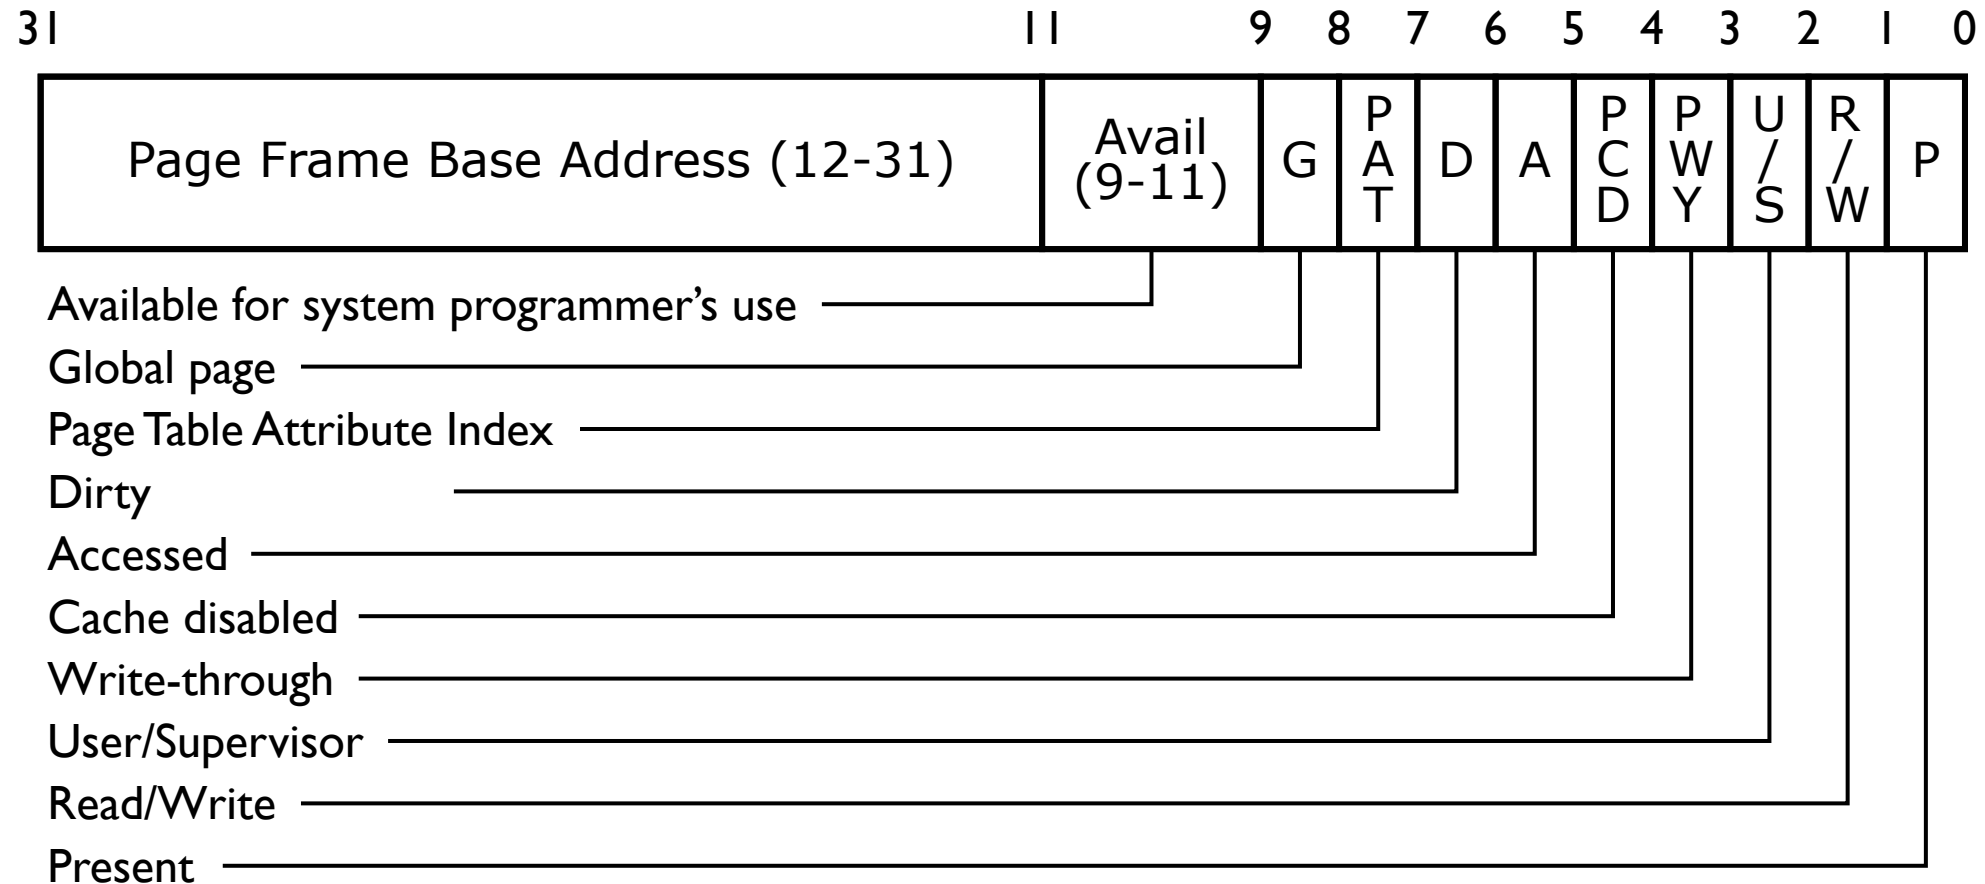 31 11 9 8 7 6 5 4 3 2 1 0
Page Frame Base Address (12-31)
Avail
(9-11)
G
P
A
T
D
A
P
C
D
P
W
Y
U
/
S
R
/
W
P
Available for system programmer’s use
Global page
Page Table Attribute Index
Dirty
Accessed
Cache disabled
Write-through
User/Supervisor
Read/Write
Present